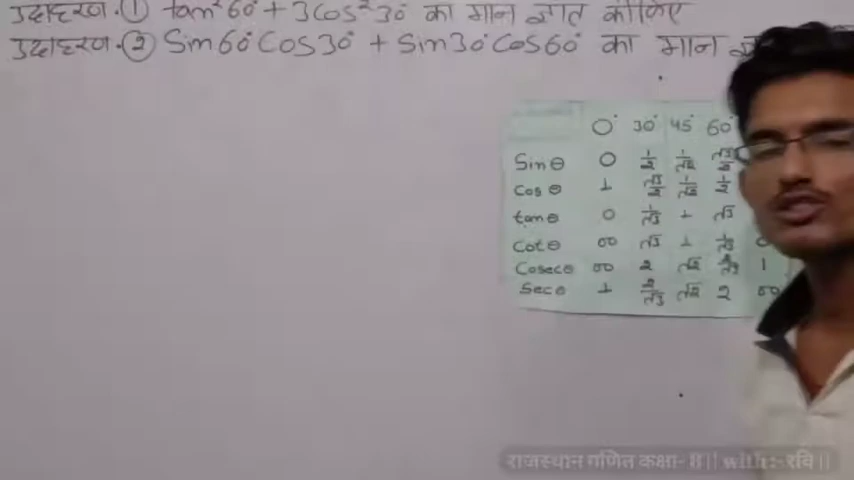 उदाहरण.① tan²60° + 3Cos²30° का मान ज्ञात कीजिए
उदाहरण.② Sin60°Cos30° + Sin30°Cos60° का मान
0° 30° 45° 60°
Sinθ 0 1/2 1/√2 √3/2
Cosθ 1 √3/2 1/√2 1/2
tanθ 0 1/√3 1 √3
Cotθ ∞ √3 1 1/√3 0
Cosecθ ∞ 2 √2 2/√3 1
Secθ 1 2/√3 √2 2 ∞
राजस्थान गणित कक्षा- 8 || with:- रवि ||